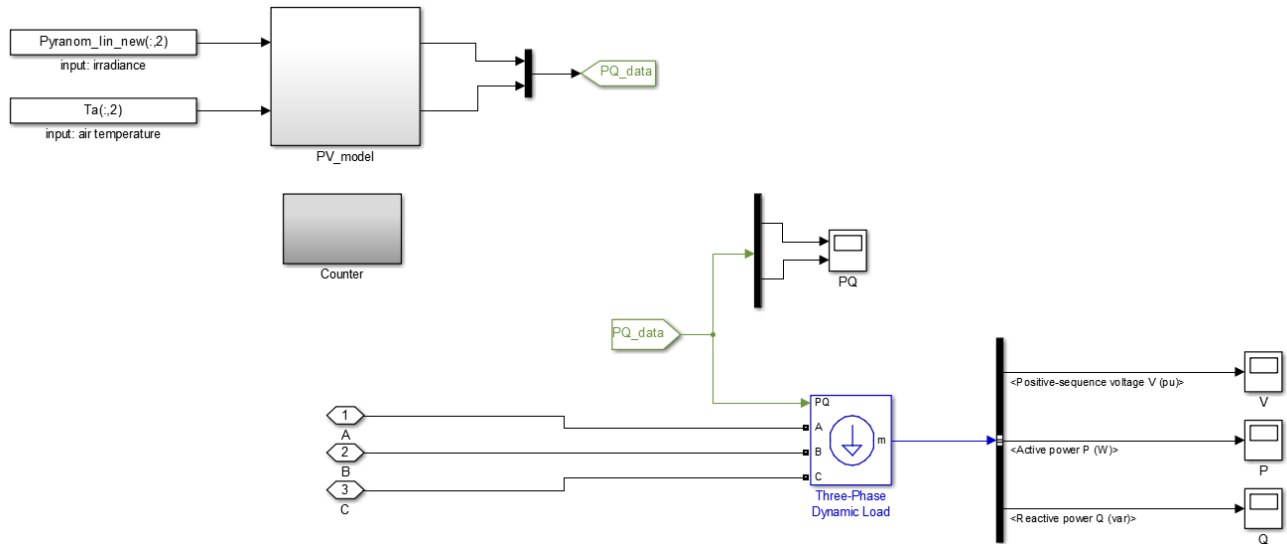 Pyranom_lin_new(:,2)
input: irradiance
Ta(:,2)
input: air temperature
PV_model
PQ_data
Counter
PQ
PQ_data
1
A
2
B
3
C
PQ
A
B
C
m
Three-Phase
Dynamic Load
<Positive-sequence voltage V (pu)>
V
<Active power P (W)>
P
<Reactive power Q (var)>
Q